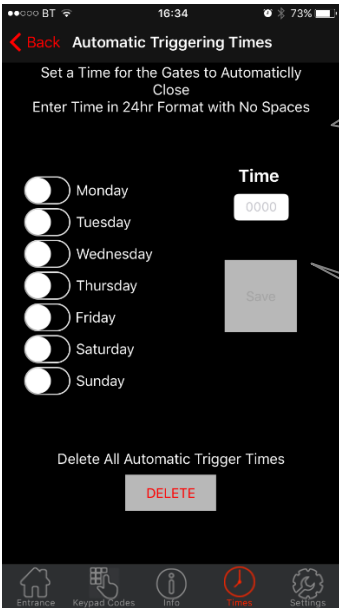 BT 16:34 73%
Back Automatic Triggering Times
Set a Time for the Gates to Automaticlly
Close
Enter Time in 24hr Format with No Spaces
Time
0000
Monday
Tuesday
Wednesday
Thursday
Friday
Saturday
Sunday
Save
Delete All Automatic Trigger Times
DELETE
Entrance Keypad Codes Info Times Settings